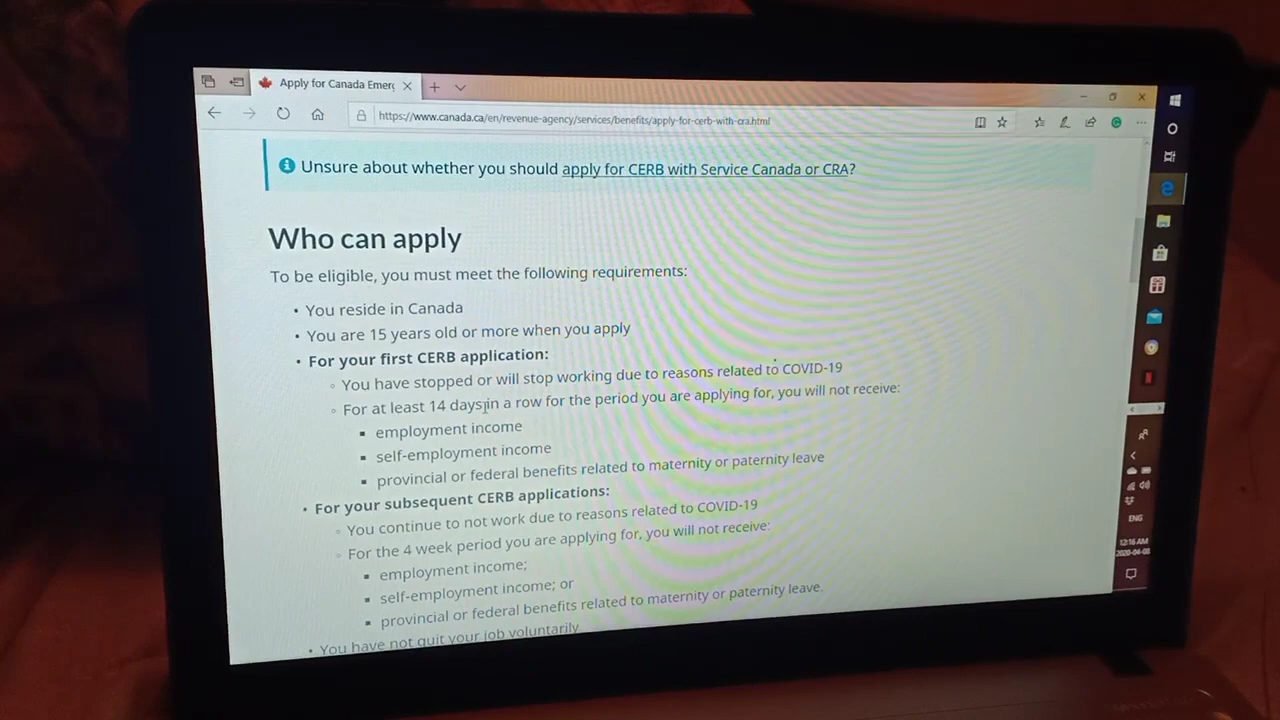 Apply for Canada Emerg
https://www.canada.ca/en/revenue-agency/services/benefits/apply-for-cerb-with-cra.html
Unsure about whether you should apply for CERB with Service Canada or CRA?
Who can apply
To be eligible, you must meet the following requirements:
• You reside in Canada
• You are 15 years old or more when you apply
• For your first CERB application:
◦ You have stopped or will stop working due to reasons related to COVID-19
◦ For at least 14 days in a row for the period you are applying for, you will not receive:
▪ employment income
▪ self-employment income
▪ provincial or federal benefits related to maternity or paternity leave
• For your subsequent CERB applications:
◦ You continue to not work due to reasons related to COVID-19
◦ For the 4 week period you are applying for, you will not receive:
▪ employment income;
▪ self-employment income; or
▪ provincial or federal benefits related to maternity or paternity leave.
• You have not quit your job voluntarily
ENG
12:16 AM
2020-04-08